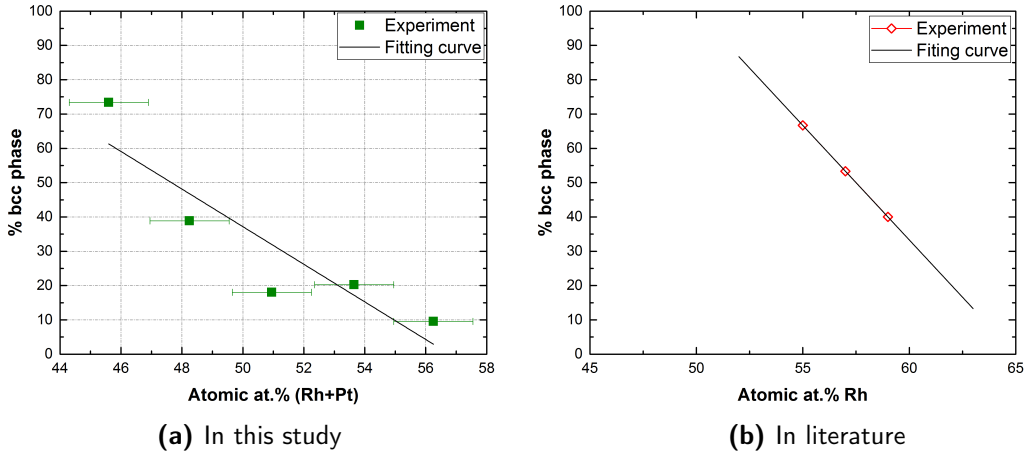 100
90
80
70
60
50
40
30
20
10
0
% bcc phase
44 46 48 50 52 54 56 58
Atomic at.% (Rh+Pt)
Experiment
Fitting curve
(a) In this study
100
90
80
70
60
50
40
30
20
10
0
% bcc phase
45 50 55 60 65
Atomic at.% Rh
Experiment
Fiting curve
(b) In literature